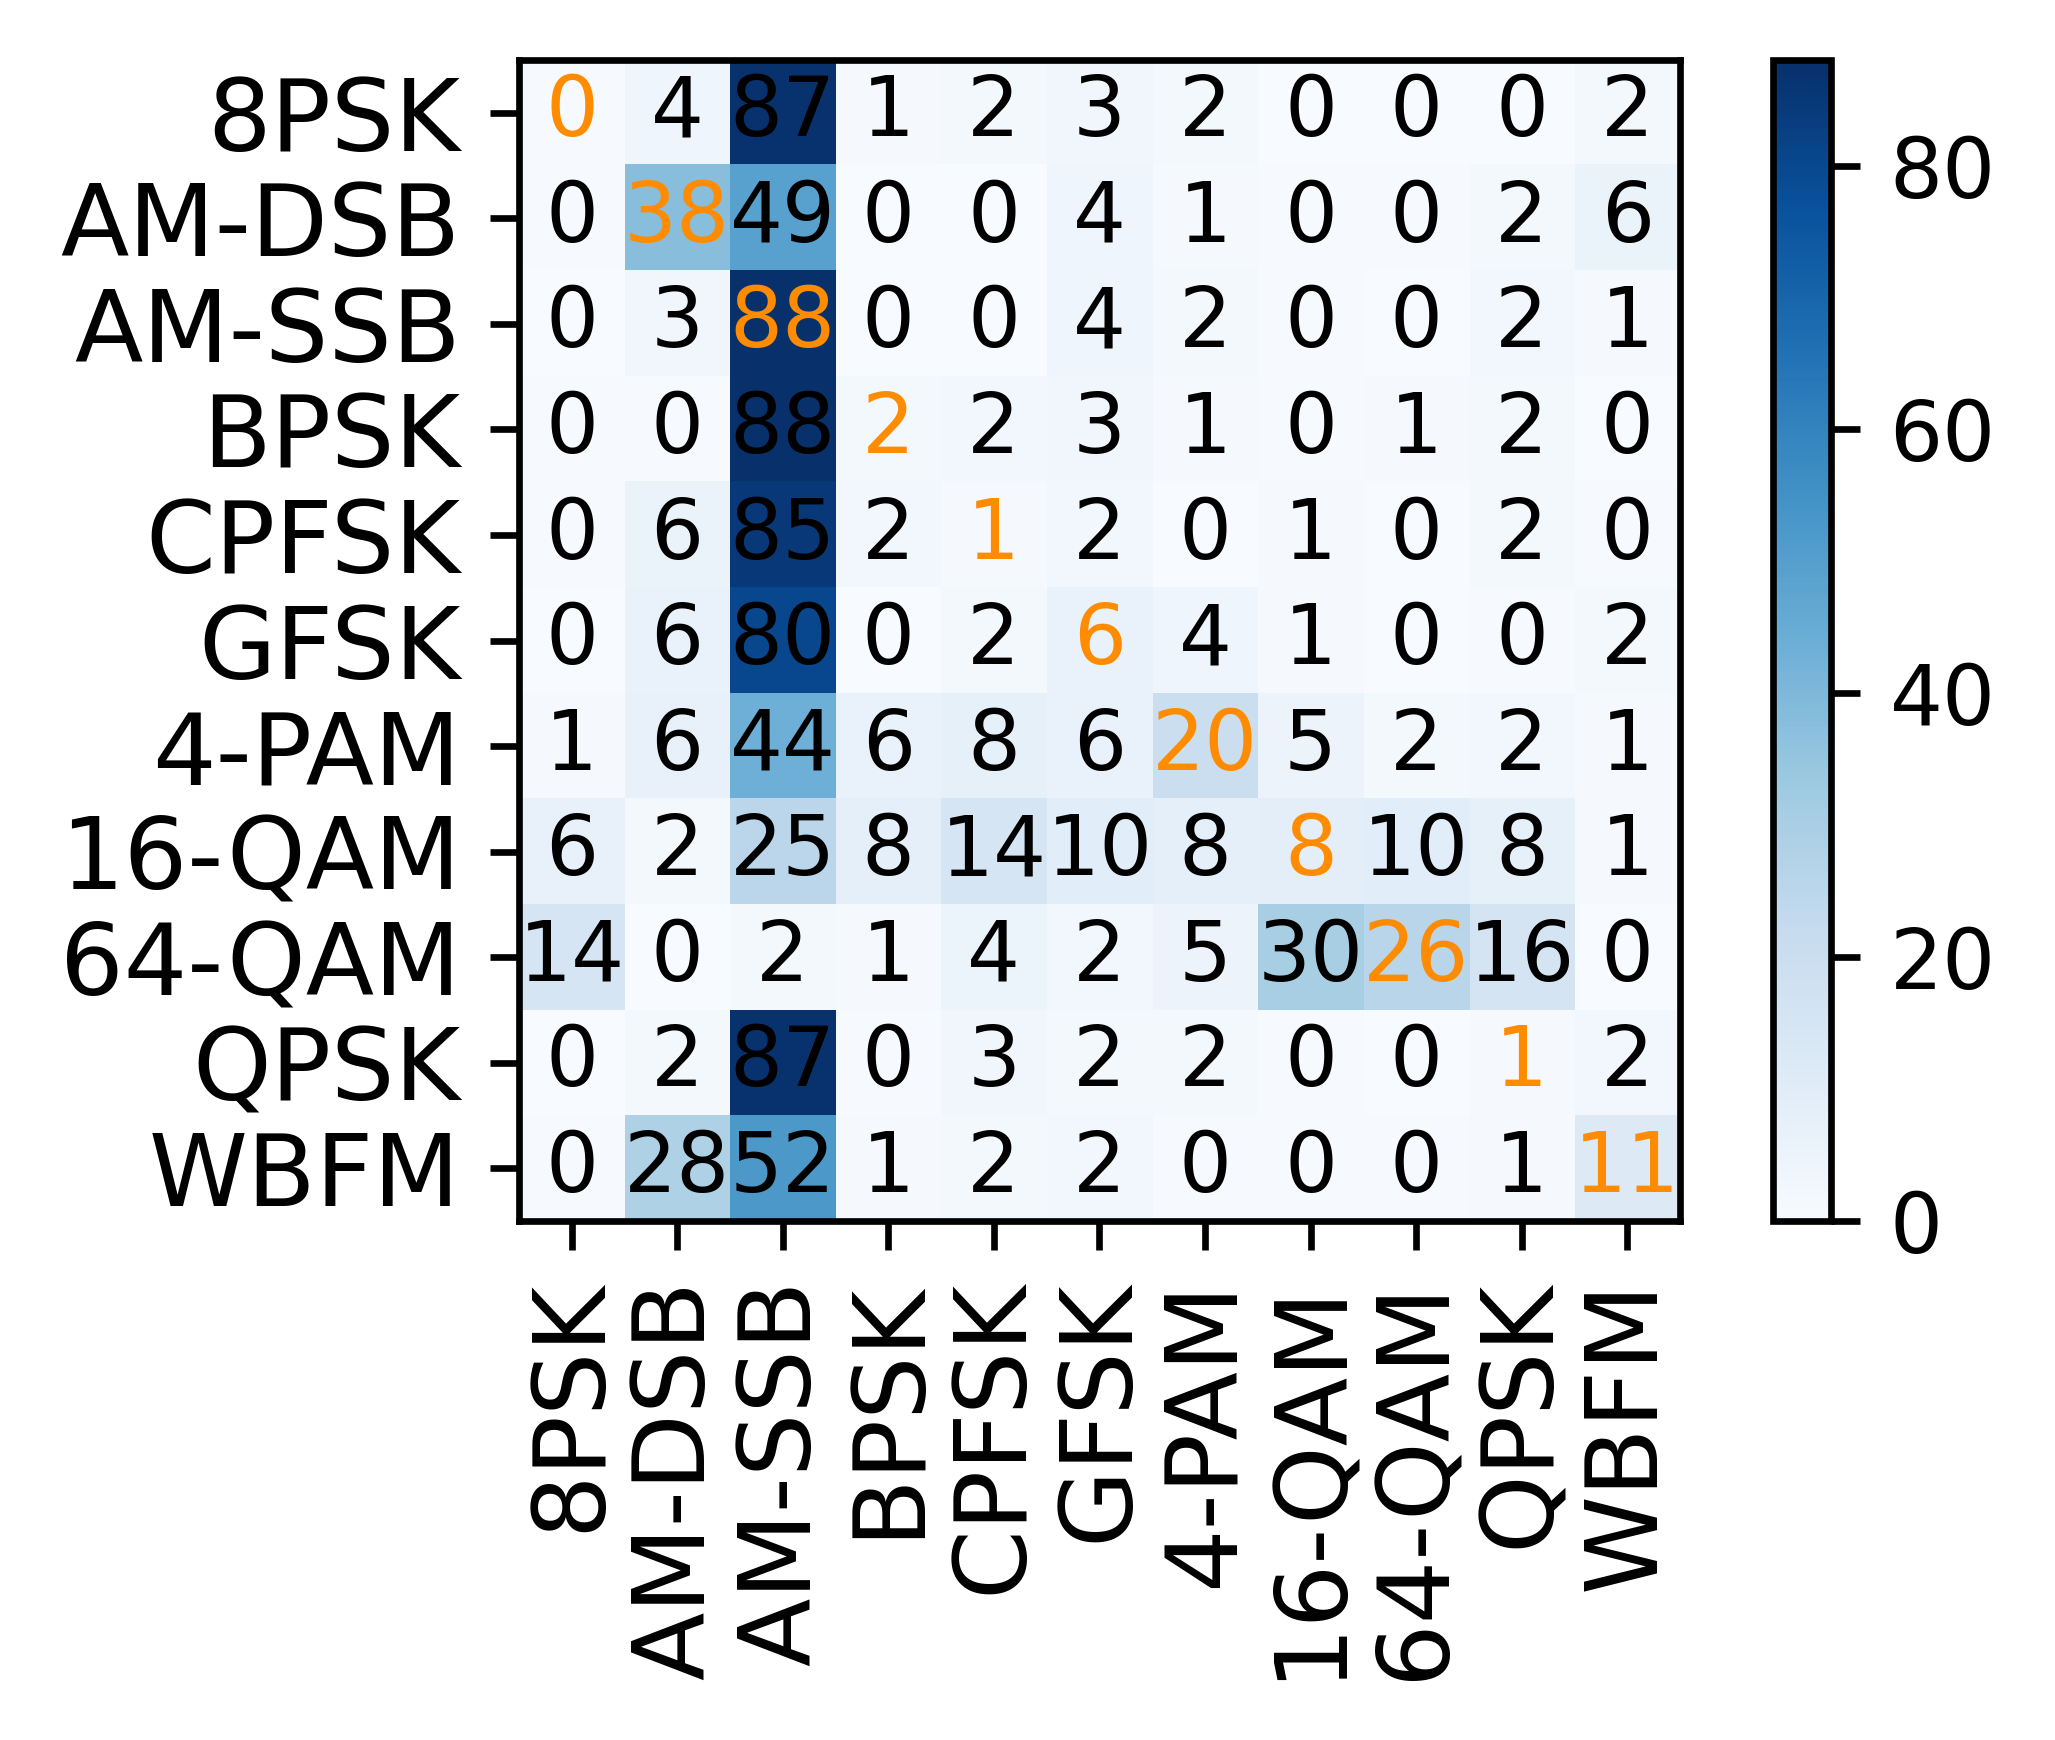 8PSK 0 4 87 1 2 3 2 0 0 0 2
AM-DSB 0 38 49 0 0 4 1 0 0 2 6
AM-SSB 0 3 88 0 0 4 2 0 0 2 1
BPSK 0 0 88 2 2 3 1 0 1 2 0
CPFSK 0 6 85 2 1 2 0 1 0 2 0
GFSK 0 6 80 0 2 6 4 1 0 0 2
4-PAM 1 6 44 6 8 6 20 5 2 2 1
16-QAM 6 2 25 8 14 10 8 8 10 8 1
64-QAM 14 0 2 1 4 2 5 30 26 16 0
QPSK 0 2 87 0 3 2 2 0 0 1 2
WBFM 0 28 52 1 2 2 0 0 0 1 11
8PSK
AM-DSB
AM-SSB
BPSK
CPFSK
GFSK
4-PAM
16-QAM
64-QAM
QPSK
WBFM
80
60
40
20
0